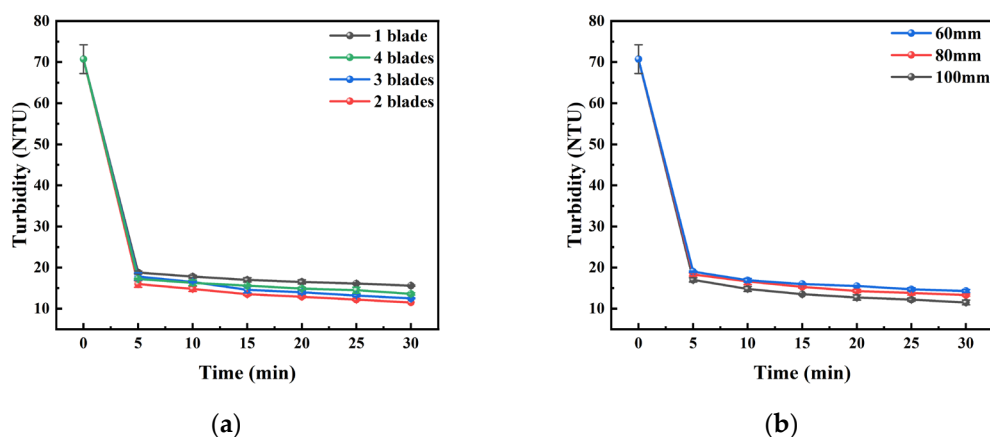 80
70
60
50
40
30
20
10
Turbidity (NTU)
1 blade
4 blades
3 blades
2 blades
0 5 10 15 20 25 30
Time (min)
(a)
80
70
60
50
40
30
20
10
Turbidity (NTU)
60mm
80mm
100mm
0 5 10 15 20 25 30
Time (min)
(b)